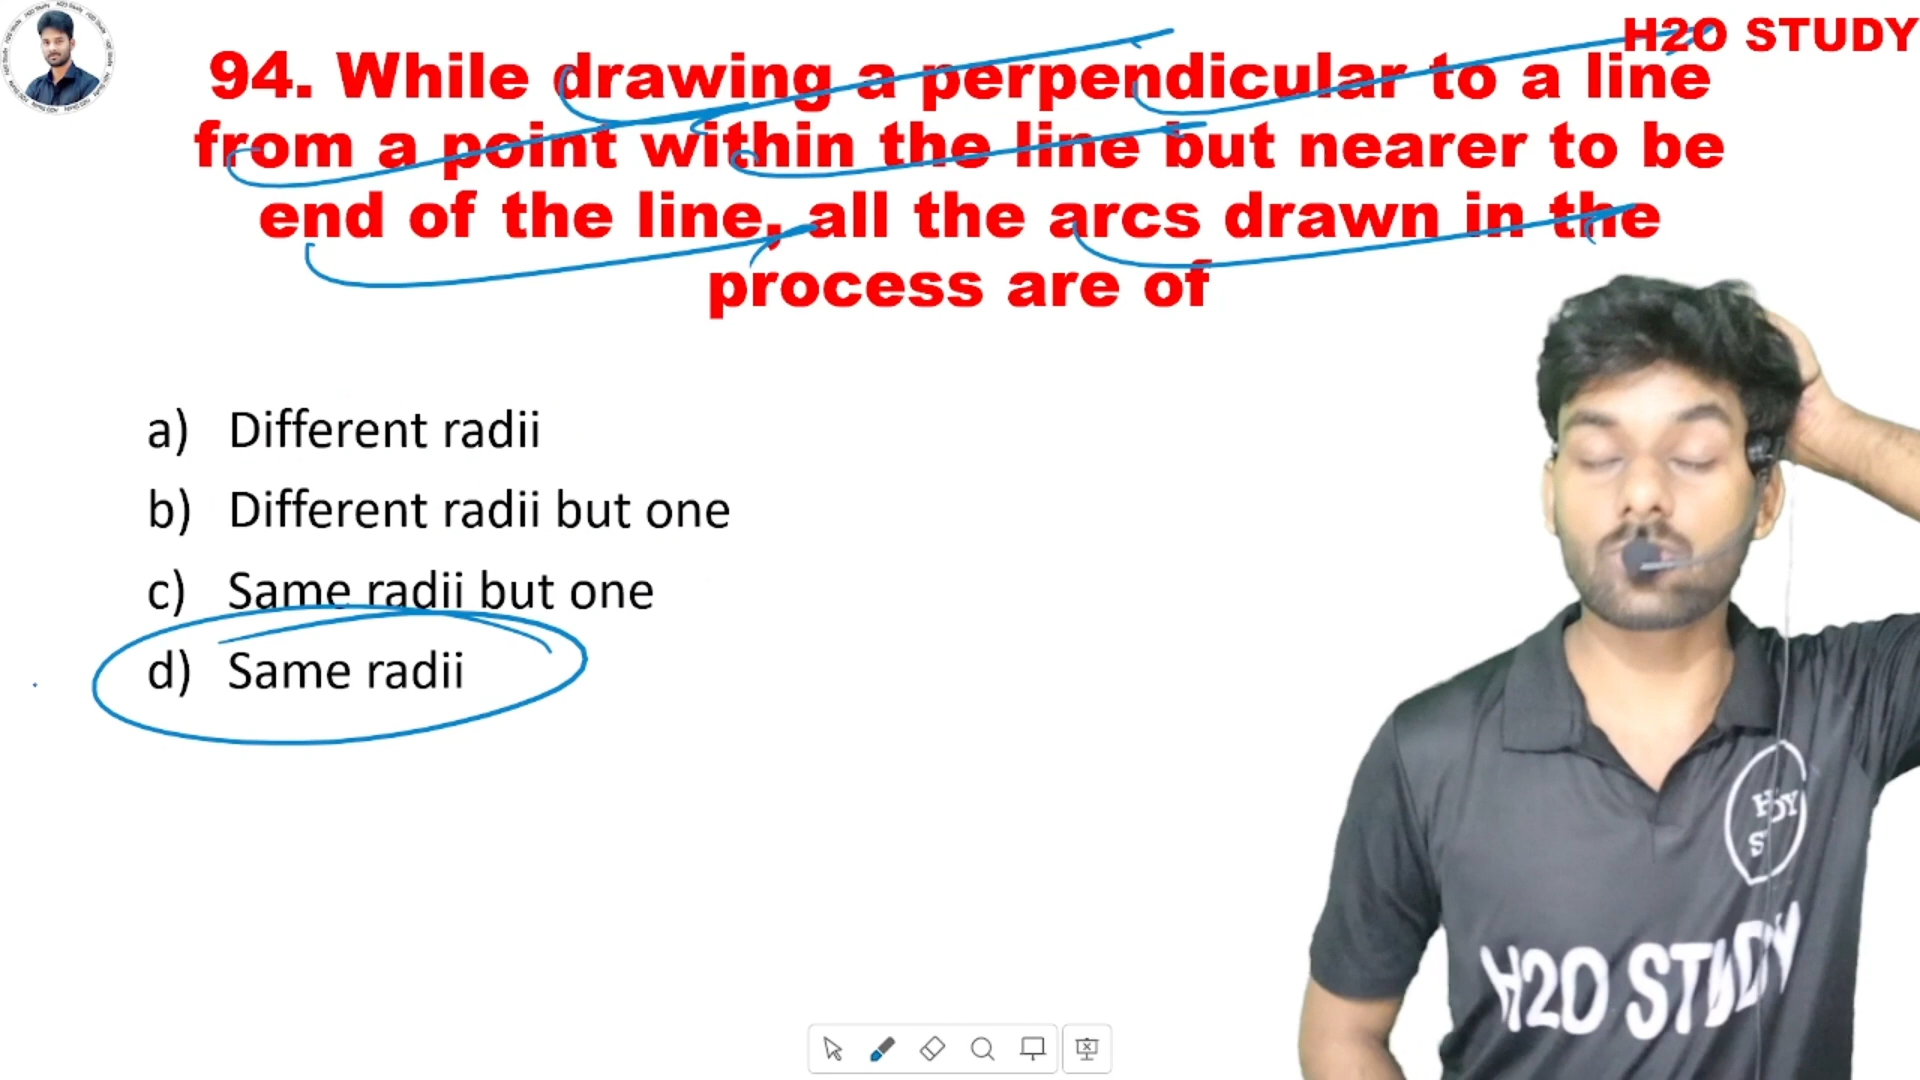 H2O STUDY
94. While drawing a perpendicular to a line
from a point within the line but nearer to be
end of the line, all the arcs drawn in the
process are of
a) Different radii
b) Different radii but one
c) Same radii but one
d) Same radii
H2O STUDY